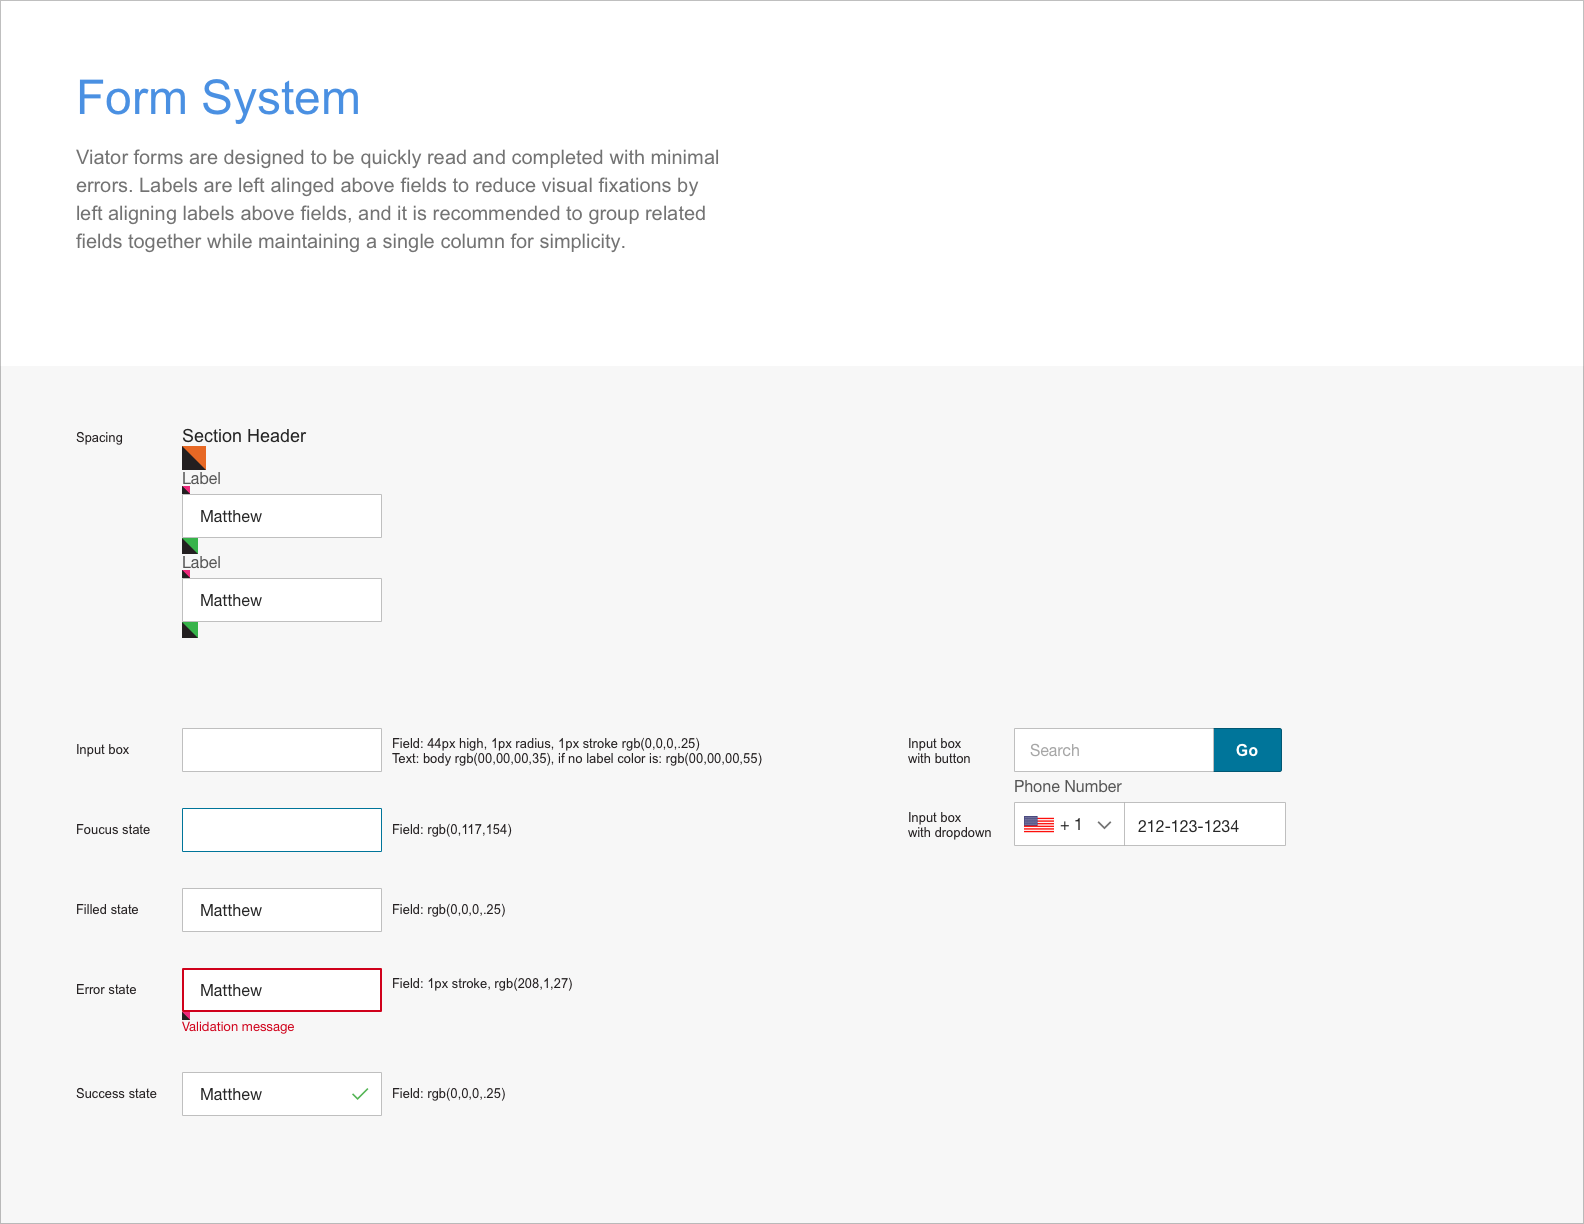 Form System
Viator forms are designed to be quickly read and completed with minimal
errors. Labels are left alinged above fields to reduce visual fixations by
left aligning labels above fields, and it is recommended to group related
fields together while maintaining a single column for simplicity.
Spacing
Section Header
Label
Matthew
Label
Matthew
Input box
Field: 44px high, 1px radius, 1px stroke rgb(0,0,0,.25)
Text: body rgb(00,00,00,35), if no label color is: rgb(00,00,00,55)
Foucus state
Field: rgb(0,117,154)
Filled state
Matthew
Field: rgb(0,0,0,.25)
Error state
Matthew
Field: 1px stroke, rgb(208,1,27)
Validation message
Success state
Matthew
Field: rgb(0,0,0,.25)
Input box
with button
Search
Go
Phone Number
Input box
with dropdown
+ 1
212-123-1234